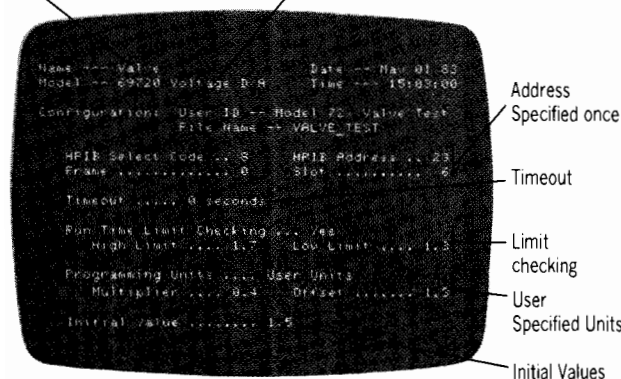 Name --- Valve Date -- May 01 83
Model -- 69720 Voltage D/A Time --- 15:03:00
Configuration: User ID -- Model 72, Valve Test
File Name -- VALVE_TEST
HPIB Select Code .. 8 HPIB Address .. 23
Frame ............. 0 Slot .......... 6
Timeout ..... 0 seconds
Run Time Limit Checking ... Yes
High Limit .... 1.7 Low Limit .... 1.3
Programming Units .... User Units
Multiplier .... 0.4 Offset ....... 1.5
Initial Value ........ 1.5
Address
Specified once
Timeout
Limit
checking
User
Specified Units
Initial Values